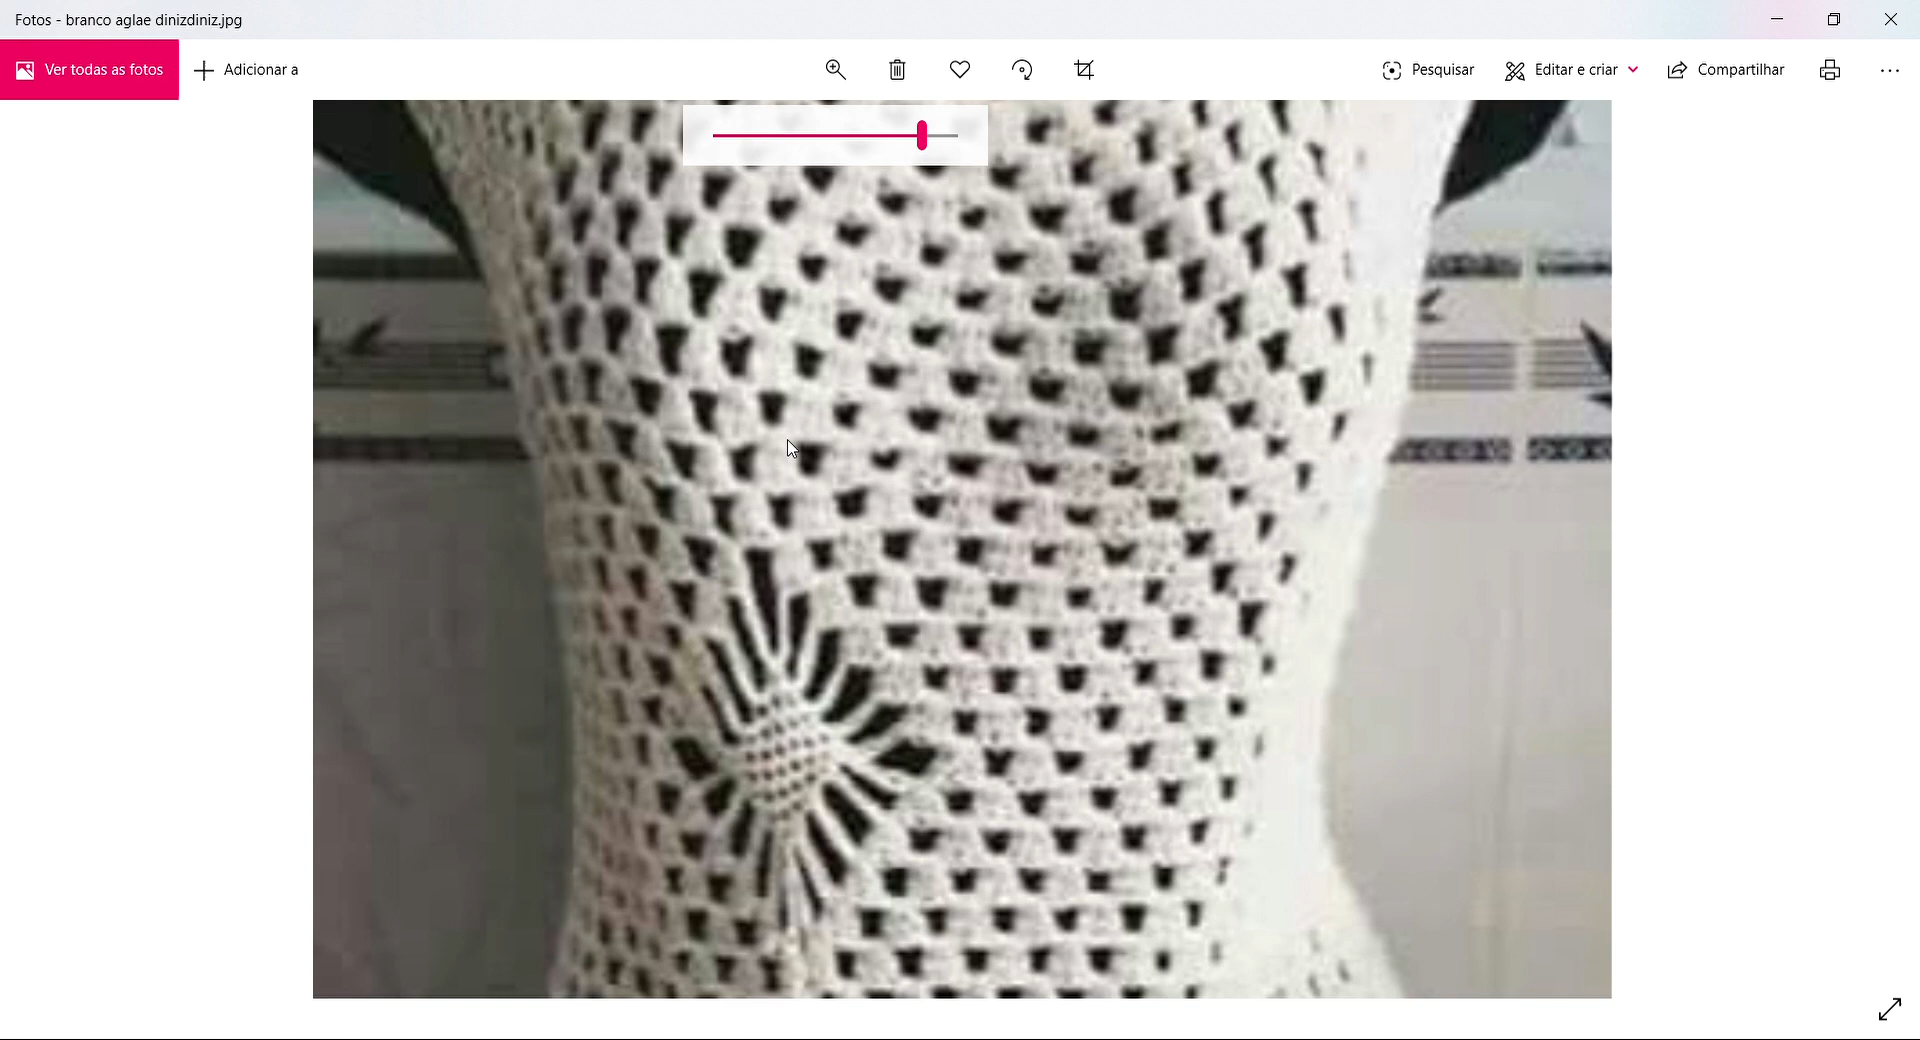 Fotos - branco aglae dinizdiniz.jpg
Ver todas as fotos
Adicionar a
Pesquisar
Editar e criar
Compartilhar